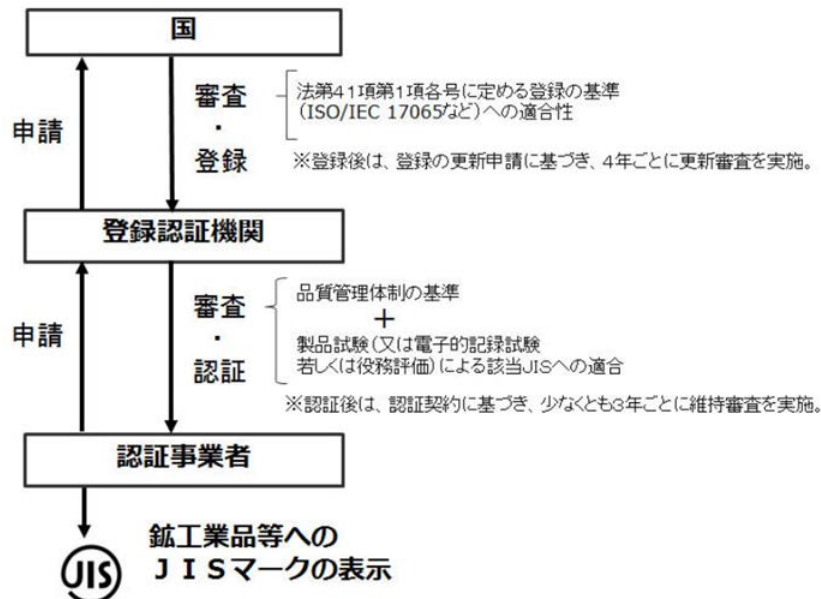 国
申請
審査
・
登録
法第41項第1項各号に定める登録の基準
(ISO/IEC 17065など)への適合性
※登録後は、登録の更新申請に基づき、4年ごとに更新審査を実施。
登録認証機関
申請
審査
・
認証
品質管理体制の基準
＋
製品試験(又は電子的記録試験
若しくは役務評価)による該当JISへの適合
※認証後は、認証契約に基づき、少なくとも3年ごとに維持審査を実施。
認証事業者
JIS
鉱工業品等への
ＪＩＳマークの表示